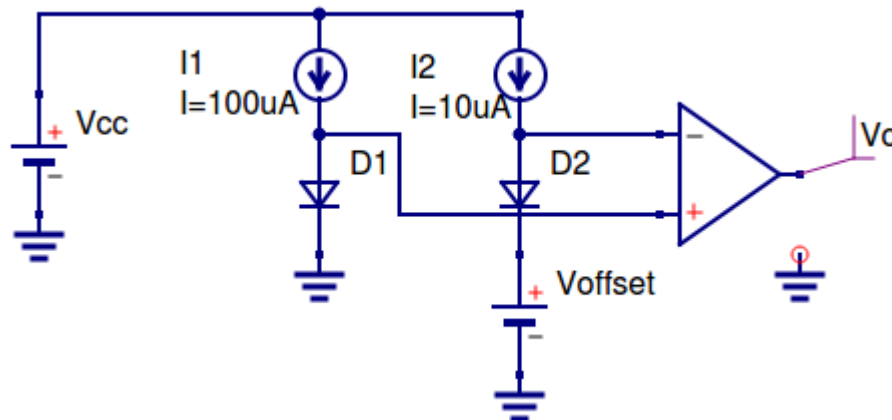 Vcc
I1
I=100uA
D1
I2
I=10uA
D2
Voffset